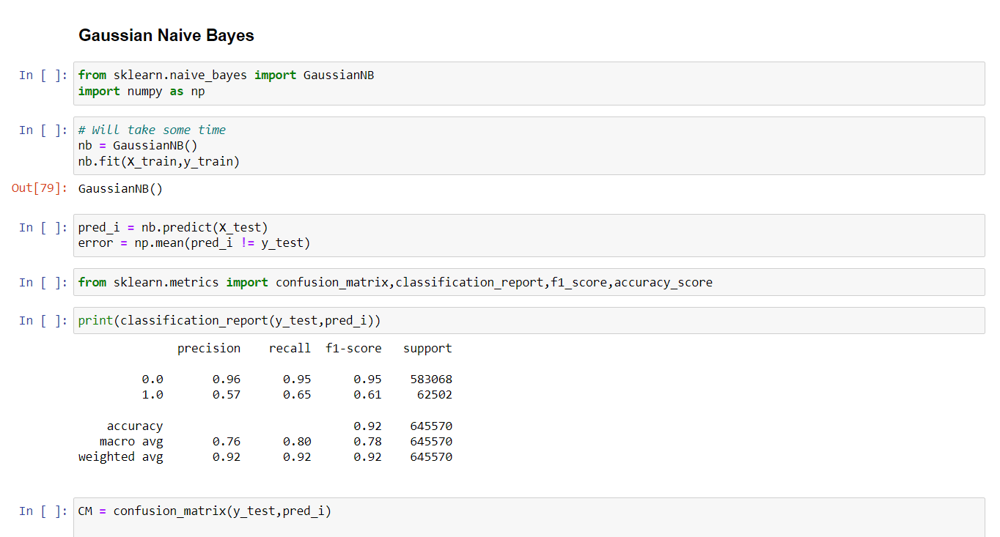 Gaussian Naive Bayes
In [ ]: from sklearn.naive_bayes import GaussianNB
import numpy as np
In [ ]: # Will take some time
nb = GaussianNB()
nb.fit(X_train,y_train)
Out[79]: GaussianNB()
In [ ]: pred_i = nb.predict(X_test)
error = np.mean(pred_i != y_test)
In [ ]: from sklearn.metrics import confusion_matrix,classification_report,f1_score,accuracy_score
In [ ]: print(classification_report(y_test,pred_i))
precision recall f1-score support
0.0 0.96 0.95 0.95 583068
1.0 0.57 0.65 0.61 62502
accuracy 0.92 645570
macro avg 0.76 0.80 0.78 645570
weighted avg 0.92 0.92 0.92 645570
In [ ]: CM = confusion_matrix(y_test,pred_i)